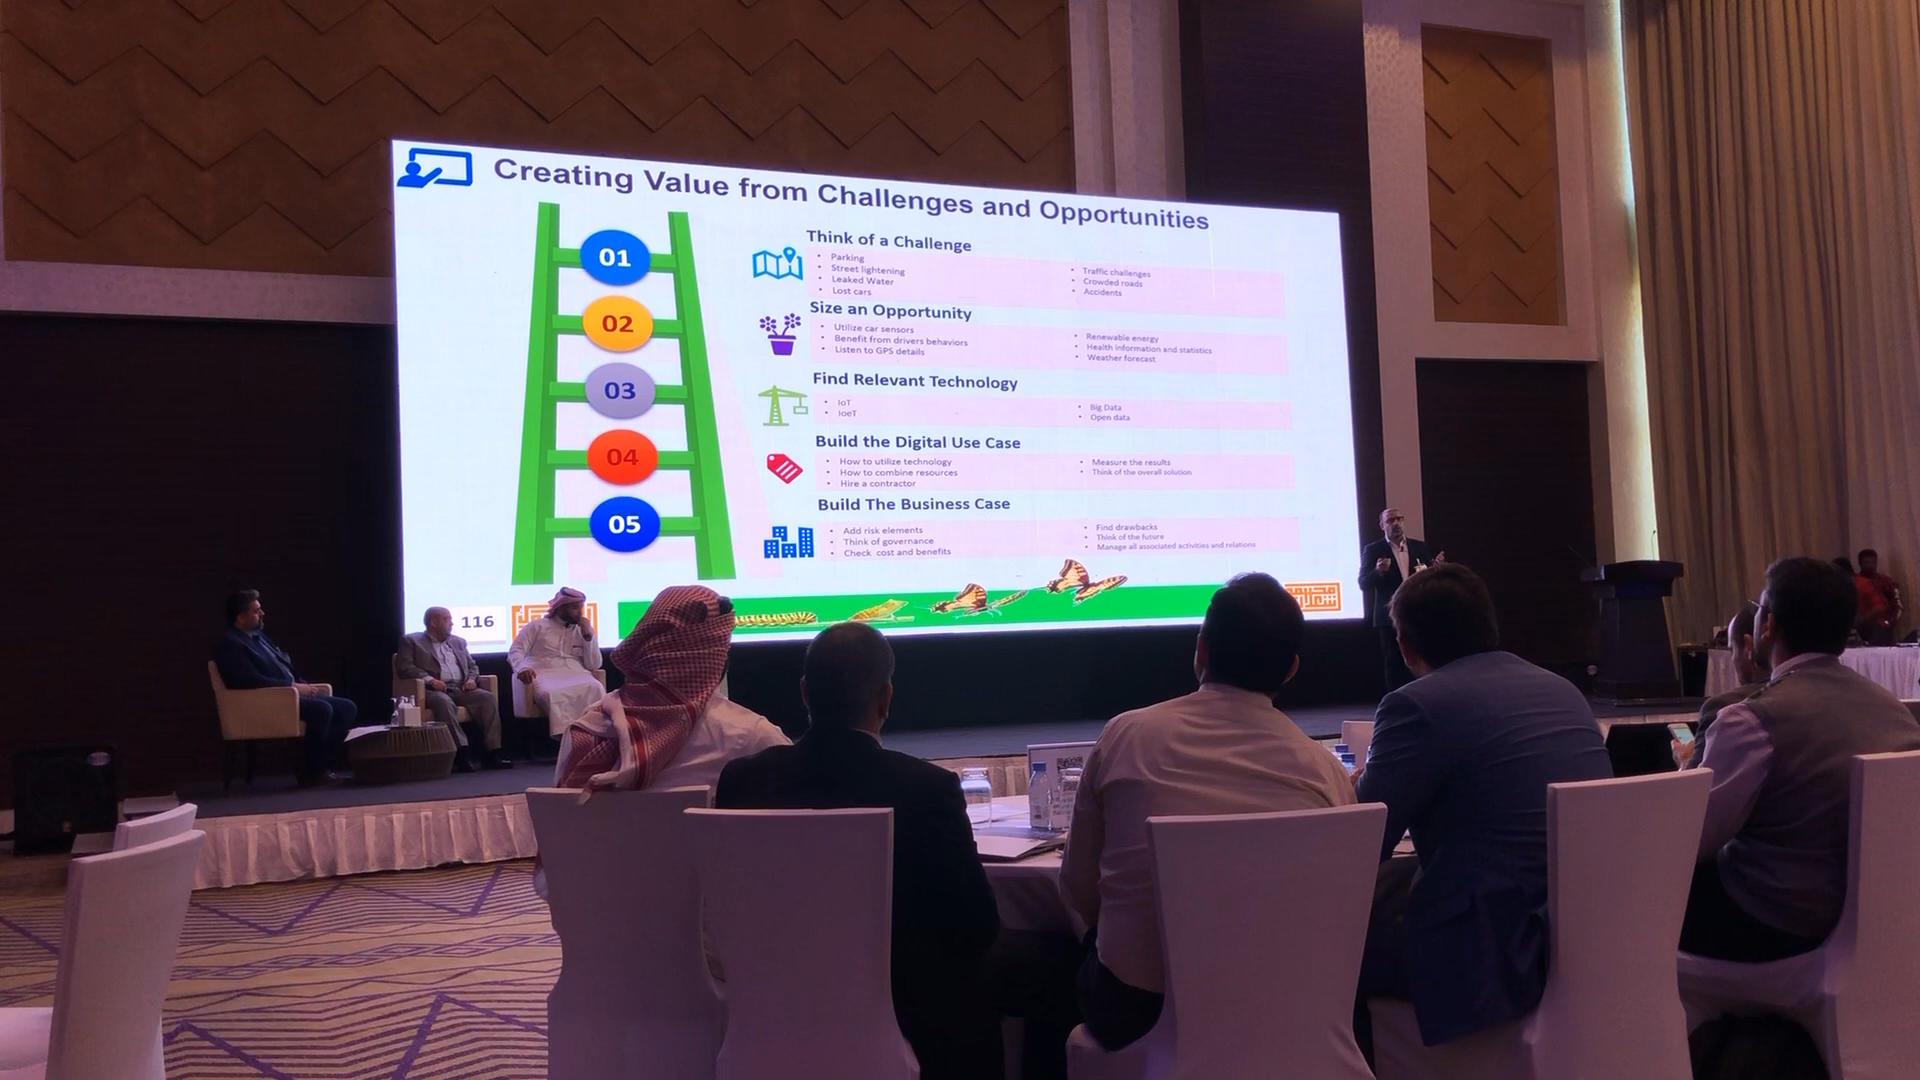 Creating Value from Challenges and Opportunities
01
Think of a Challenge
• Parking
• Street lightening
• Leaked Water
• Lost cars
• Traffic challenges
• Crowded roads
• Accidents
02
Size an Opportunity
• Utilize car sensors
• Benefit from drivers behaviors
• Listen to GPS details
• Renewable energy
• Health information and statistics
• Weather forecast
03
Find Relevant Technology
• IoT
• IoeT
• Big Data
• Open data
04
Build the Digital Use Case
• How to utilize technology
• How to combine resources
• Hire a contractor
• Measure the results
• Think of the overall solution
05
Build The Business Case
• Add risk elements
• Think of governance
• Check cost and benefits
• Find drawbacks
• Think of the future
• Manage all associated activities and relations
116